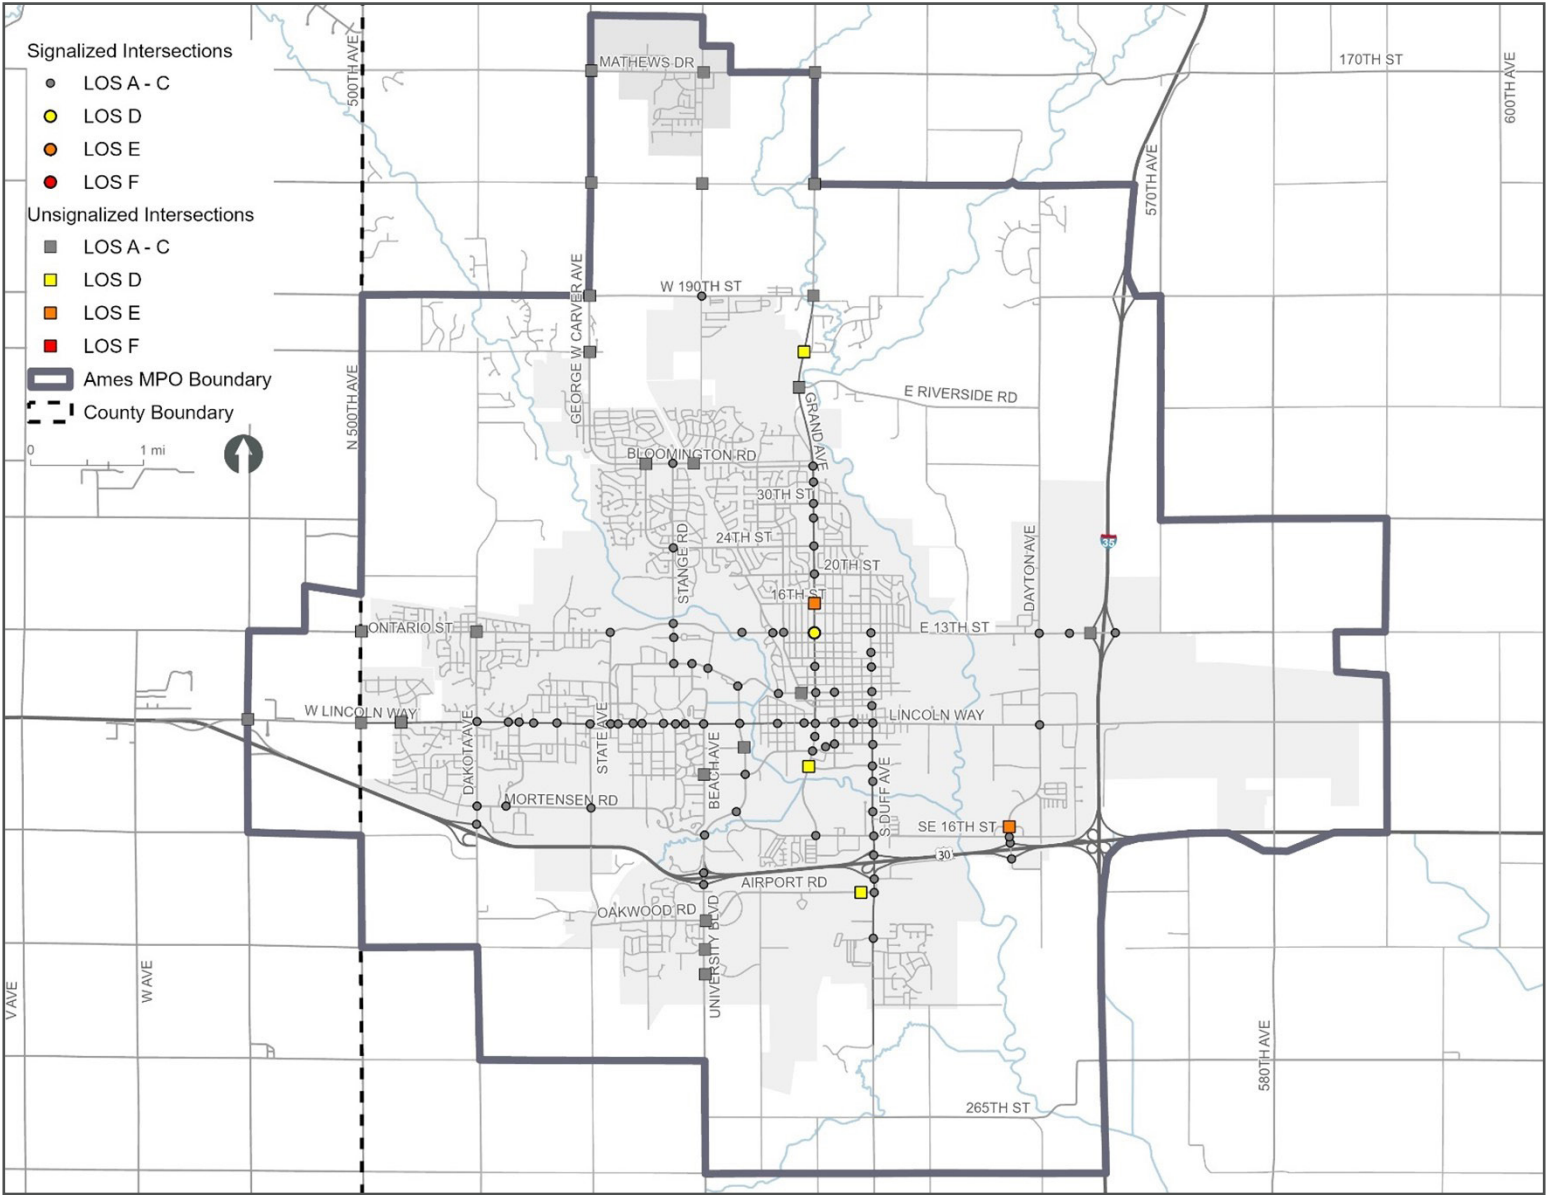 Signalized Intersections
LOS A - C
LOS D
LOS E
LOS F
Unsignalized Intersections
LOS A - C
LOS D
LOS E
LOS F
Ames MPO Boundary
County Boundary
0 1 mi
500TH AVE
N 500TH AVE
MATHEWS DR
170TH ST
600TH AVE
570TH AVE
GEORGE W CARVER AVE
W 190TH ST
E RIVERSIDE RD
GRAND AVE
BLOOMINGTON RD
30TH ST
24TH ST
STANGE RD
20TH ST
16TH ST
DAYTON AVE
35
ONTARIO ST
E 13TH ST
W LINCOLN WAY
LINCOLN WAY
DAKOTA AVE
STATE AVE
BEACH AVE
S DUFF AVE
MORTENSEN RD
SE 16TH ST
30
AIRPORT RD
OAKWOOD RD
UNIVERSITY BLVD
V AVE
W AVE
580TH AVE
265TH ST